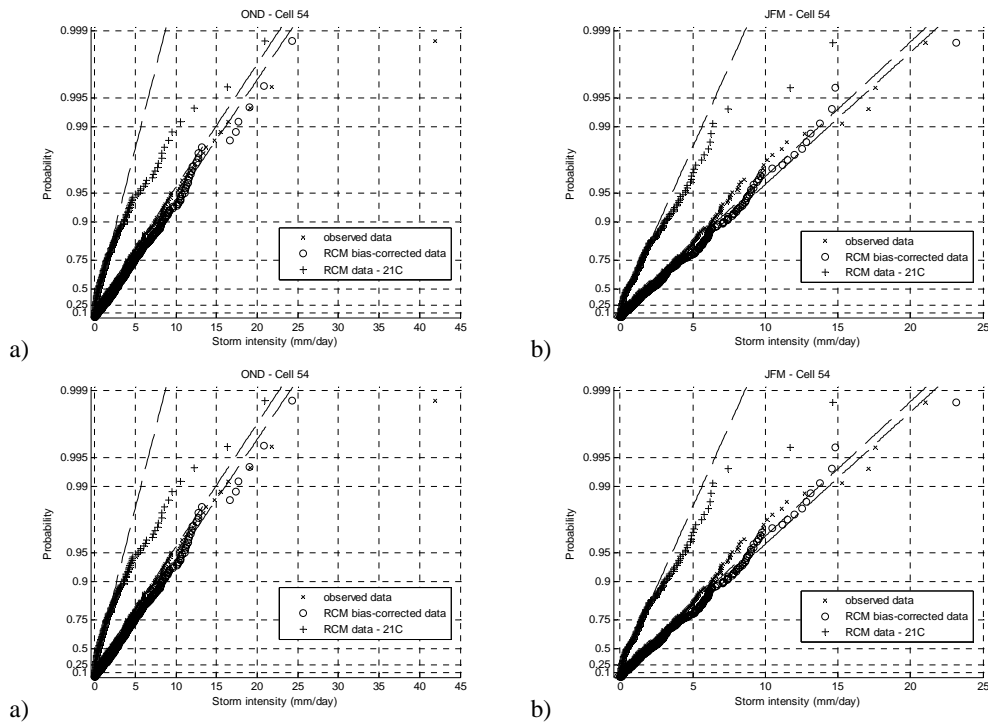 OND - Cell 54
0.999
0.995
0.99
0.95
0.9
0.75
0.5
0.25
0.1
Probability
× observed data
○ RCM bias-corrected data
+ RCM data - 21C
0 5 10 15 20 25 30 35 40 45
Storm intensity (mm/day)
a)
JFM - Cell 54
0.999
0.995
0.99
0.95
0.9
0.75
0.5
0.25
0.1
Probability
× observed data
○ RCM bias-corrected data
+ RCM data - 21C
0 5 10 15 20 25
Storm intensity (mm/day)
b)
OND - Cell 54
0.999
0.995
0.99
0.95
0.9
0.75
0.5
0.25
0.1
Probability
× observed data
○ RCM bias-corrected data
+ RCM data - 21C
0 5 10 15 20 25 30 35 40 45
Storm intensity (mm/day)
a)
JFM - Cell 54
0.999
0.995
0.99
0.95
0.9
0.75
0.5
0.25
0.1
Probability
× observed data
○ RCM bias-corrected data
+ RCM data - 21C
0 5 10 15 20 25
Storm intensity (mm/day)
b)